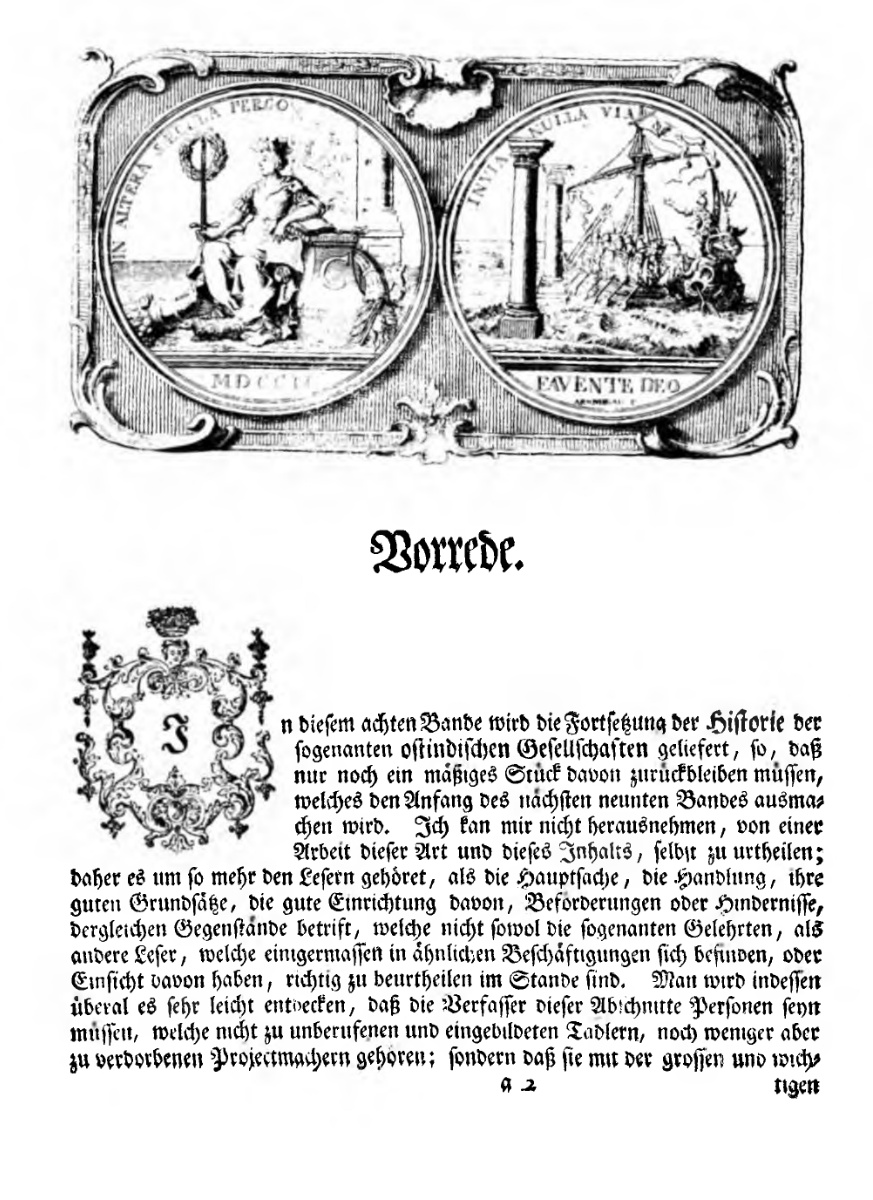 IN ALTERA SECULA PERGO
MDCCII
INVIA NULLA VIA
FAVENTE DEO
Vorrede.
In diesem achten Bande wird die Fortsetzung der Historie der
sogenanten ostindischen Gesellschaften geliefert, so, daß
nur noch ein mäßiges Stück davon zurückbleiben müssen,
welches den Anfang des nächsten neunten Bandes ausma-
chen wird. Ich kan mir nicht herausnehmen, von einer
Arbeit dieser Art und dieses Inhalts, selbst zu urtheilen;
daher es um so mehr den Lesern gehöret, als die Hauptsache, die Handlung, ihre
guten Grundsätze, die gute Einrichtung davon, Beförderungen oder Hindernisse,
dergleichen Gegenstände betrift, welche nicht sowol die sogenanten Gelehrten, als
andere Leser, welche einigermassen in ähnlichen Beschäftigungen sich befinden, oder
Einsicht davon haben, richtig zu beurtheilen im Stande sind. Man wird indessen
überal es sehr leicht entdecken, daß die Verfasser dieser Abschnitte Personen seyn
müssen, welche nicht zu unberufenen und eingebildeten Tadlern, noch weniger aber
zu verdorbenen Projectmachern gehören; sondern daß sie mit der grossen und wich-
a 2
tigen